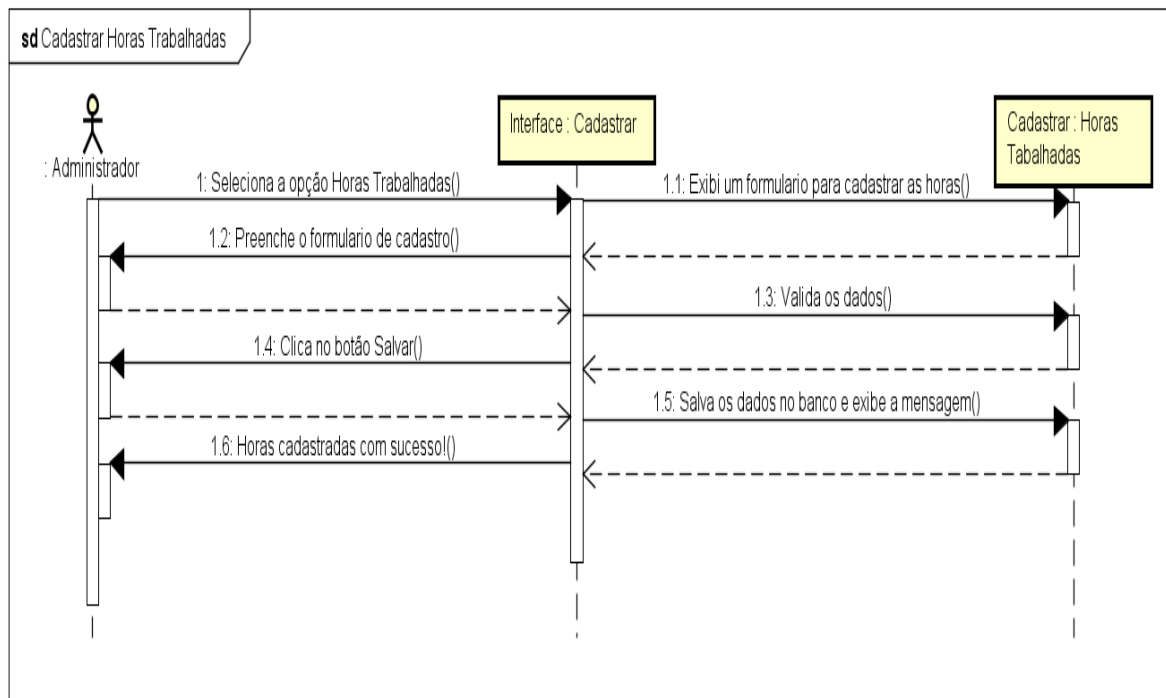 sd Cadastrar Horas Trabalhadas
: Administrador
Interface : Cadastrar
Cadastrar : Horas
Tabalhadas
1: Seleciona a opção Horas Trabalhadas()
1.1: Exibi um formulario para cadastrar as horas()
1.2: Preenche o formulario de cadastro()
1.3: Valida os dados()
1.4: Clica no botão Salvar()
1.5: Salva os dados no banco e exibe a mensagem()
1.6: Horas cadastradas com sucesso!()